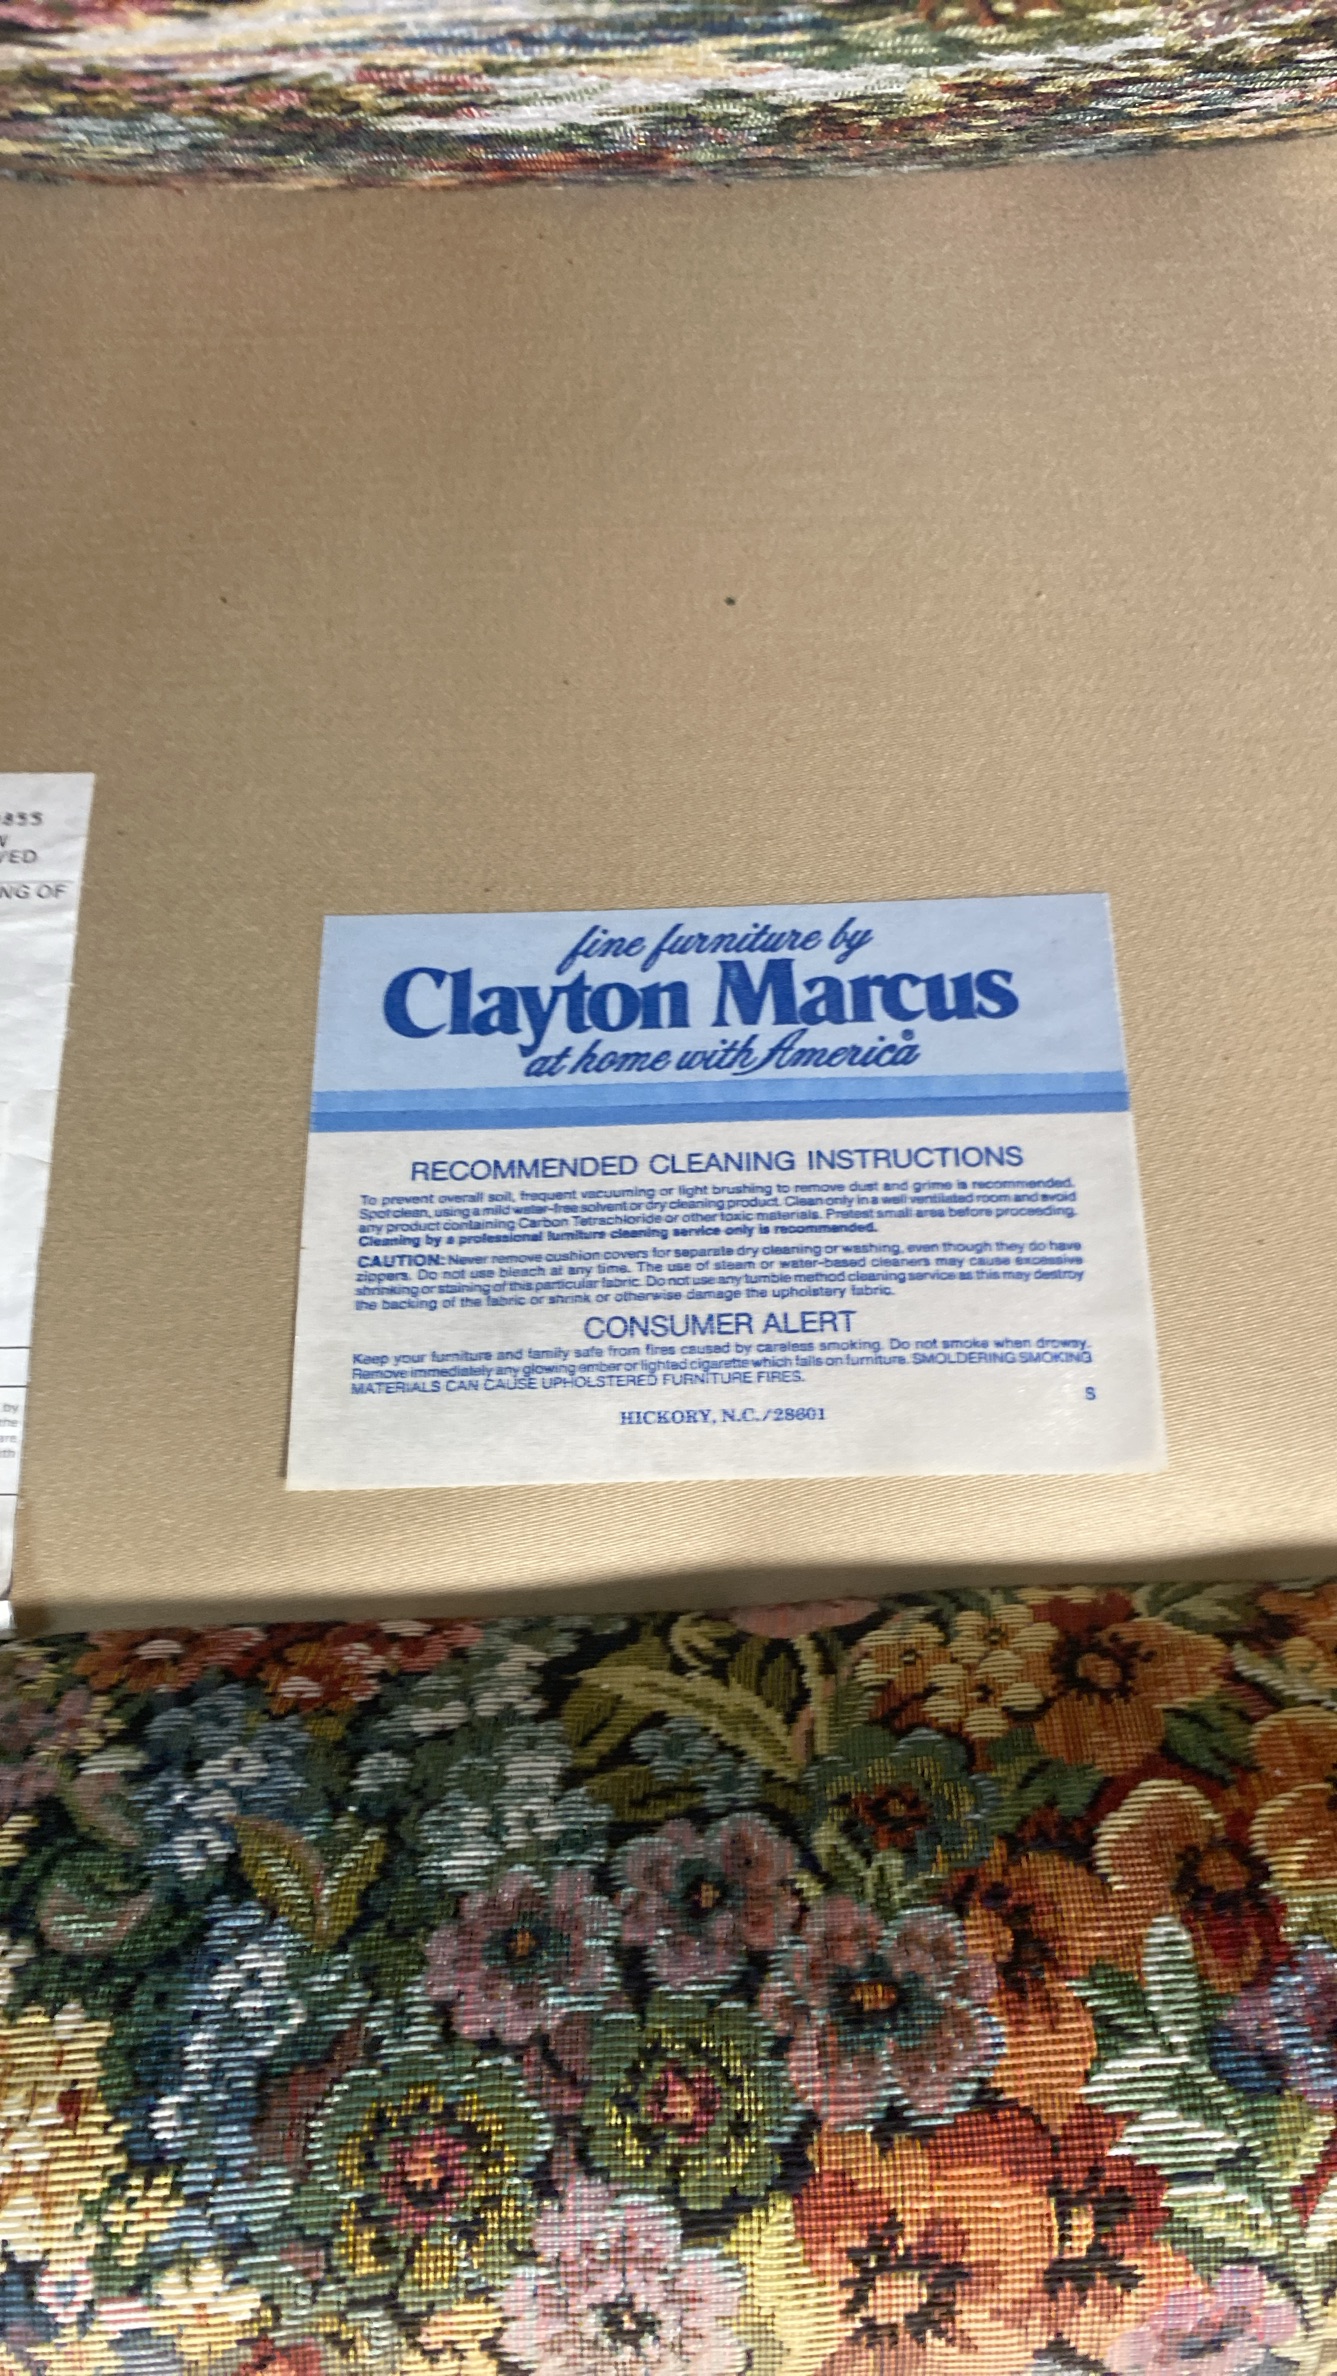 855
VED
NG OF
by
the
are
ith
fine furniture by
Clayton Marcus
at home with America®
RECOMMENDED CLEANING INSTRUCTIONS
To prevent overall soil, frequent vacuuming or light brushing to remove dust and grime is recommended.
Spot clean, using a mild water-free solvent or dry cleaning product. Clean only in a well ventilated room and avoid
any product containing Carbon Tetrachloride or other toxic materials. Pretest small area before proceeding.
Cleaning by a professional furniture cleaning service only is recommended.
CAUTION: Never remove cushion covers for separate dry cleaning or washing, even though they do have
zippers. Do not use bleach at any time. The use of steam or water-based cleaners may cause excessive
shrinking or staining of this particular fabric. Do not use any tumble method cleaning service as this may destroy
the backing of the fabric or shrink or otherwise damage the upholstery fabric.
CONSUMER ALERT
Keep your furniture and family safe from fires caused by careless smoking. Do not smoke when drowsy.
Remove immediately any glowing ember or lighted cigarette which falls on furniture. SMOLDERING SMOKING
MATERIALS CAN CAUSE UPHOLSTERED FURNITURE FIRES.
S
HICKORY, N.C./28601